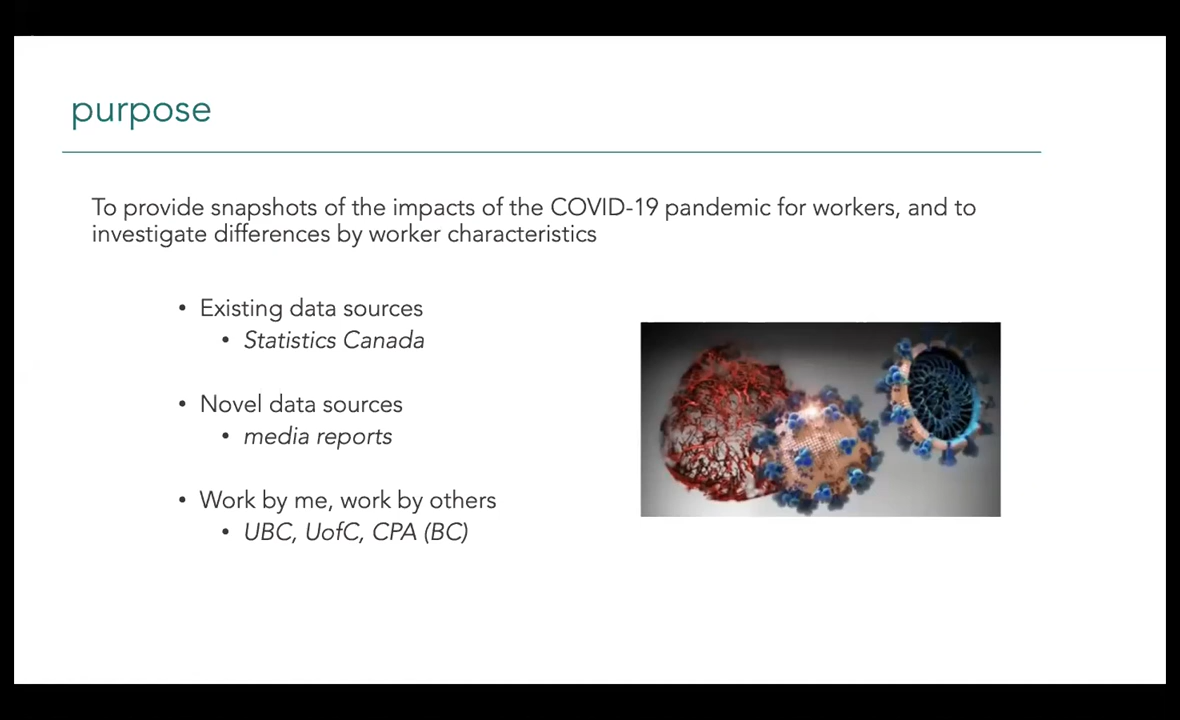 purpose
To provide snapshots of the impacts of the COVID-19 pandemic for workers, and to
investigate differences by worker characteristics
• Existing data sources
• Statistics Canada
• Novel data sources
• media reports
• Work by me, work by others
• UBC, UofC, CPA (BC)